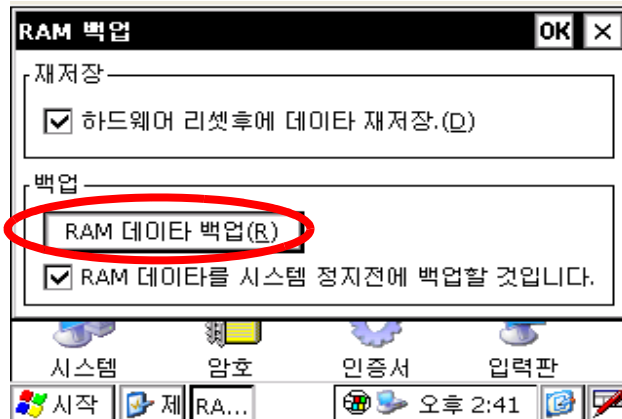 RAM 백업 OK
재저장
하드웨어 리셋후에 데이타 재저장.(D)
백업
RAM 데이타 백업(R)
RAM 데이타를 시스템 정지전에 백업할 것입니다.
시스템 암호 인증서 입력판
시작 제 RA... 오후 2:41